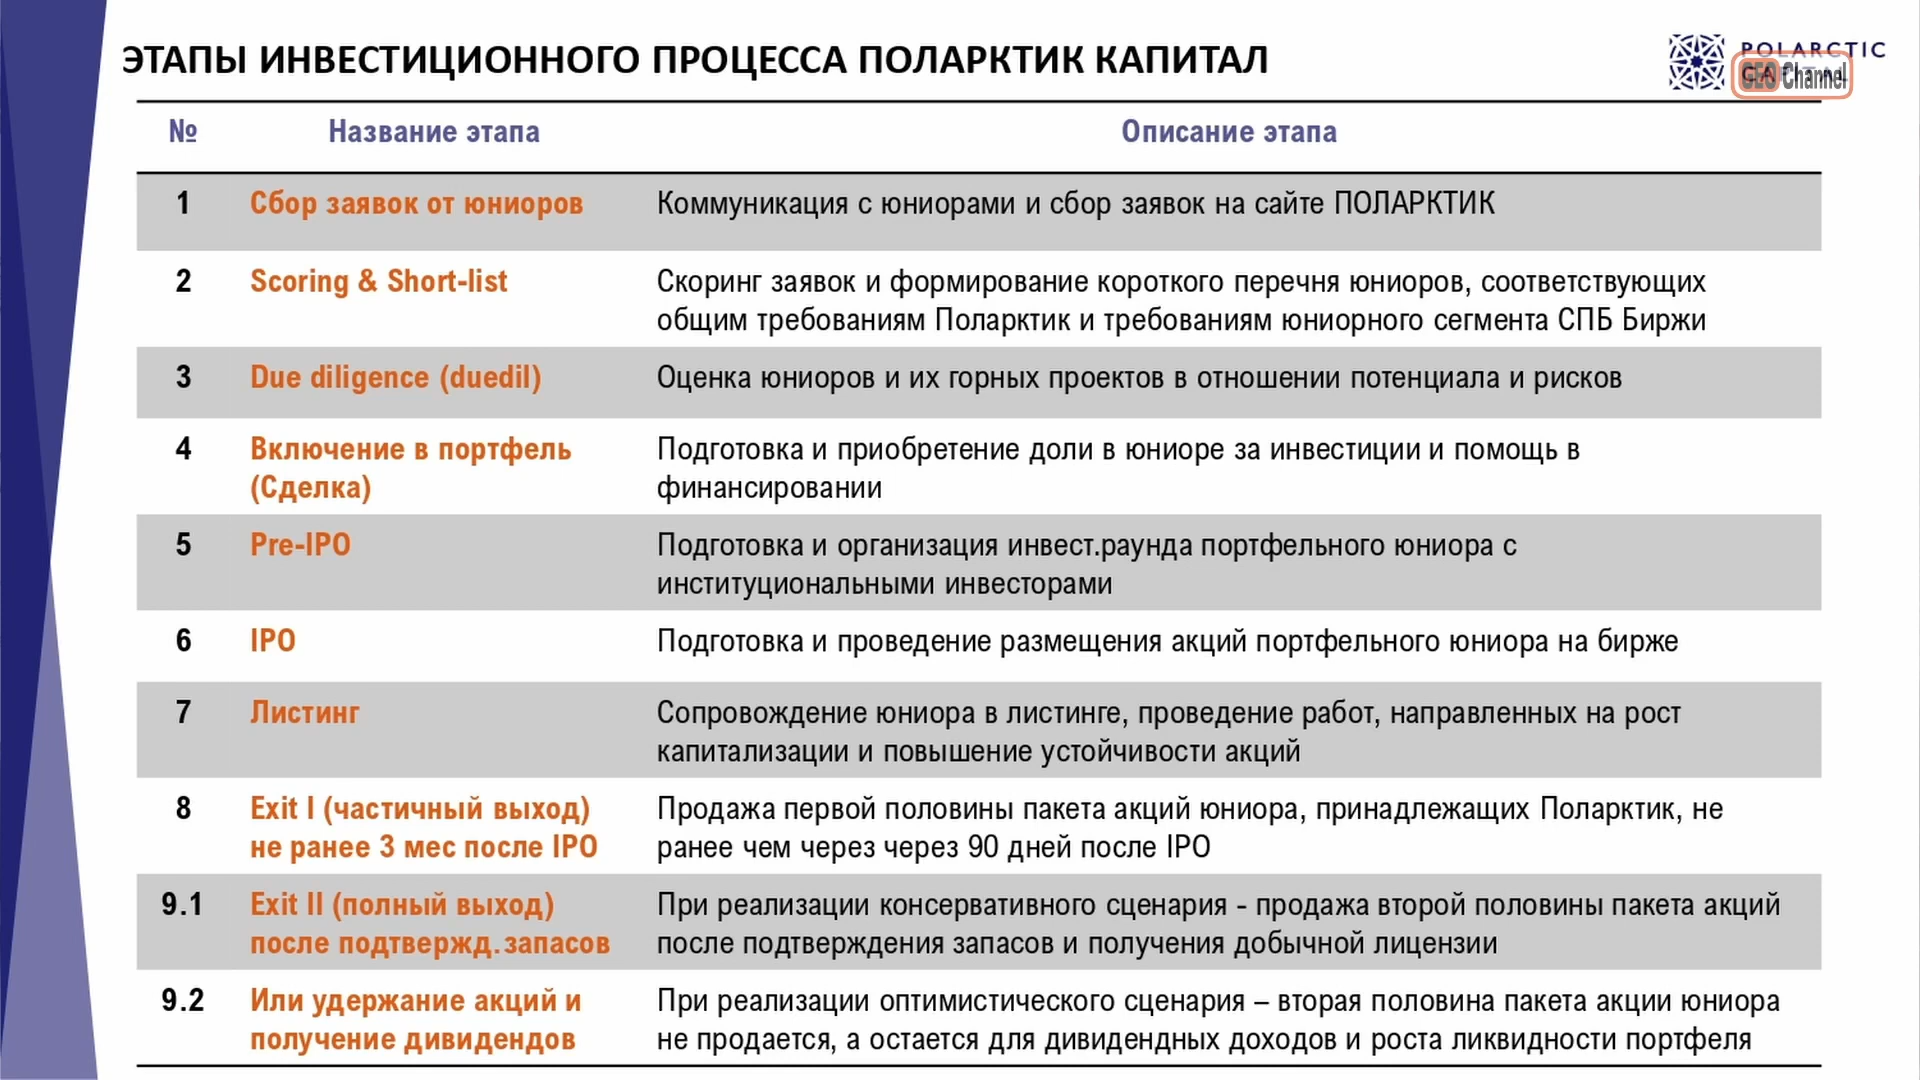 ЭТАПЫ ИНВЕСТИЦИОННОГО ПРОЦЕССА ПОЛАРКТИК КАПИТАЛ
POLARCTIC
GEO Channel
№ Название этапа Описание этапа
1 Сбор заявок от юниоров Коммуникация с юниорами и сбор заявок на сайте ПОЛАРКТИК
2 Scoring & Short-list Скоринг заявок и формирование короткого перечня юниоров, соответствующих
общим требованиям Поларктик и требованиям юниорного сегмента СПБ Биржи
3 Due diligence (duedil) Оценка юниоров и их горных проектов в отношении потенциала и рисков
4 Включение в портфель Подготовка и приобретение доли в юниоре за инвестиции и помощь в
(Сделка) финансировании
5 Pre-IPO Подготовка и организация инвест.раунда портфельного юниора с
институциональными инвесторами
6 IPO Подготовка и проведение размещения акций портфельного юниора на бирже
7 Листинг Сопровождение юниора в листинге, проведение работ, направленных на рост
капитализации и повышение устойчивости акций
8 Exit I (частичный выход) Продажа первой половины пакета акций юниора, принадлежащих Поларктик, не
не ранее 3 мес после IPO ранее чем через через 90 дней после IPO
9.1 Exit II (полный выход) При реализации консервативного сценария - продажа второй половины пакета акций
после подтвержд.запасов после подтверждения запасов и получения добычной лицензии
9.2 Или удержание акций и При реализации оптимистического сценария – вторая половина пакета акции юниора
получение дивидендов не продается, а остается для дивидендных доходов и роста ликвидности портфеля